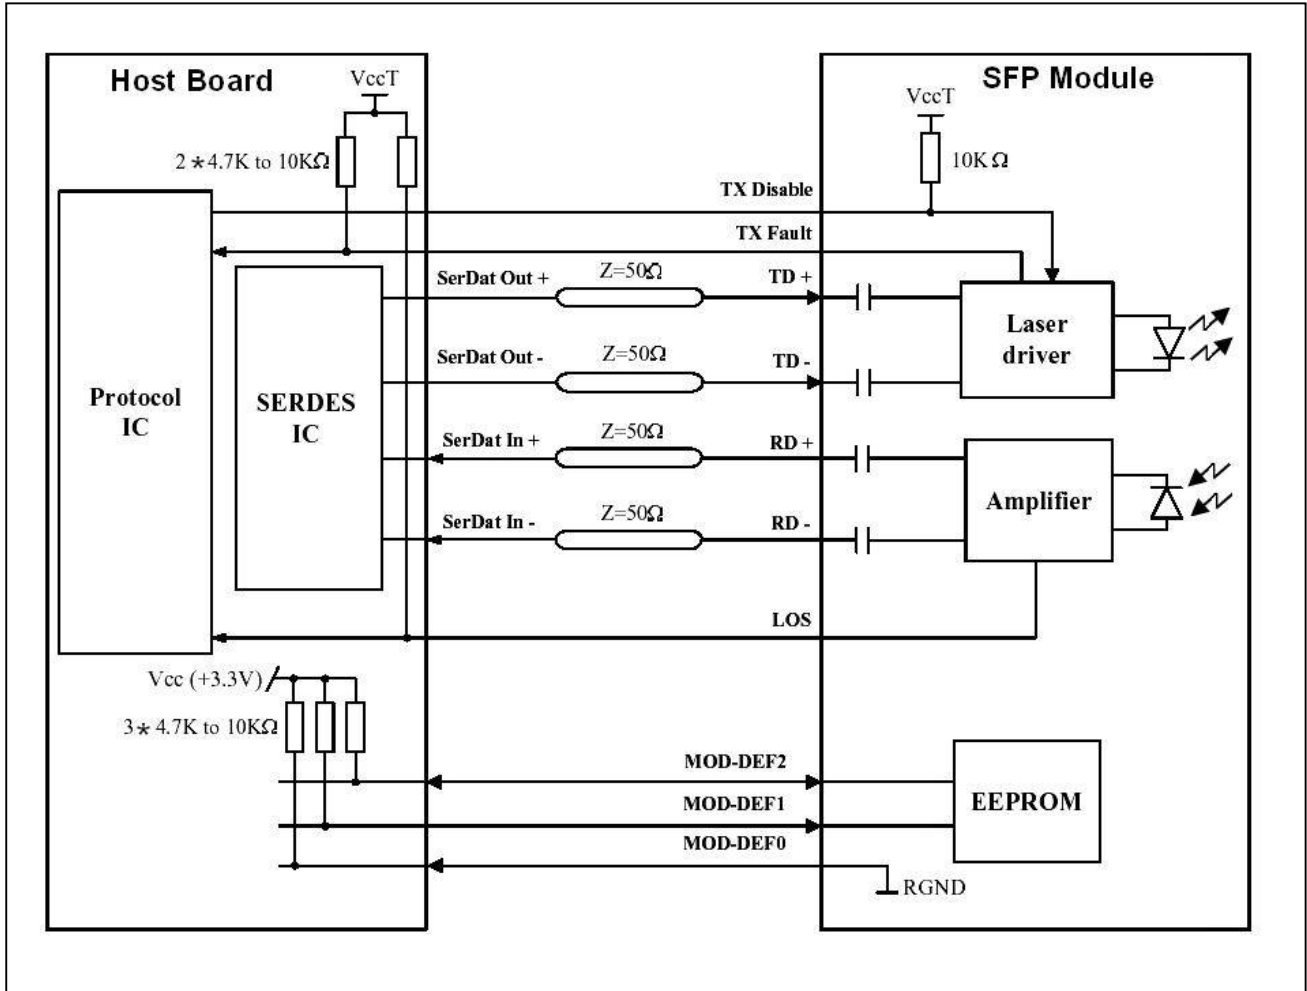 Host Board
SFP Module
VccT
VccT
2*4.7K to 10KΩ
10KΩ
TX Disable
TX Fault
SerDat Out +
Z=50Ω
TD +
Laser
driver
SerDat Out -
Z=50Ω
TD -
Protocol
IC
SERDES
IC
SerDat In +
Z=50Ω
RD +
Amplifier
SerDat In -
Z=50Ω
RD -
LOS
Vcc (+3.3V)
3*4.7K to 10KΩ
MOD-DEF2
MOD-DEF1
MOD-DEF0
EEPROM
RGND